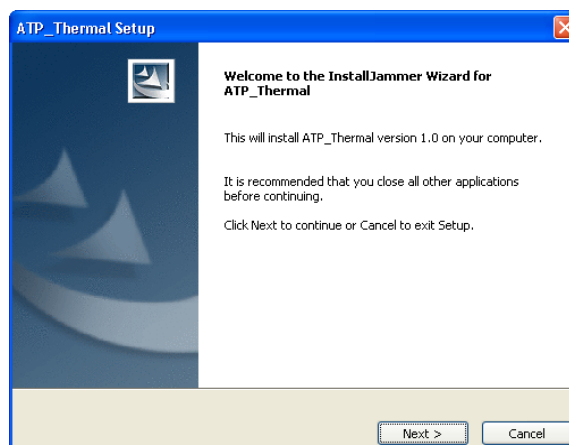 ATP_Thermal Setup
Welcome to the InstallJammer Wizard for
ATP_Thermal
This will install ATP_Thermal version 1.0 on your computer.
It is recommended that you close all other applications
before continuing.
Click Next to continue or Cancel to exit Setup.
Next >
Cancel